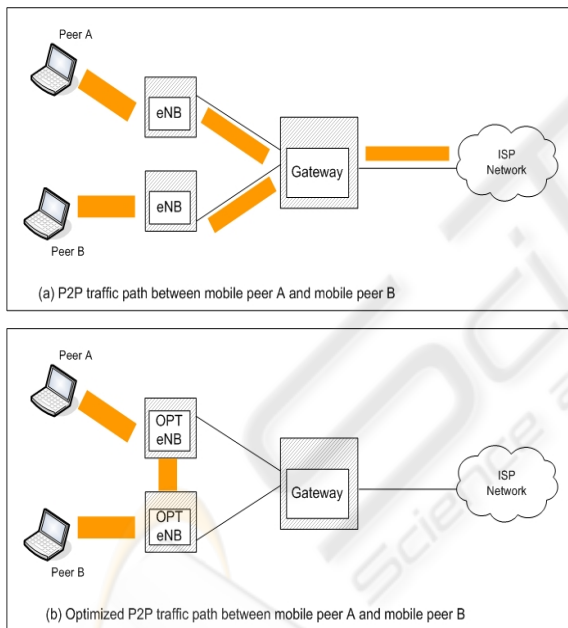 Peer A
eNB
Gateway
ISP
Network
eNB
Peer B
(a) P2P traffic path between mobile peer A and mobile peer B
Peer A
OPT
eNB
Gateway
ISP
Network
OPT
eNB
Peer B
(b) Optimized P2P traffic path between mobile peer A and mobile peer B